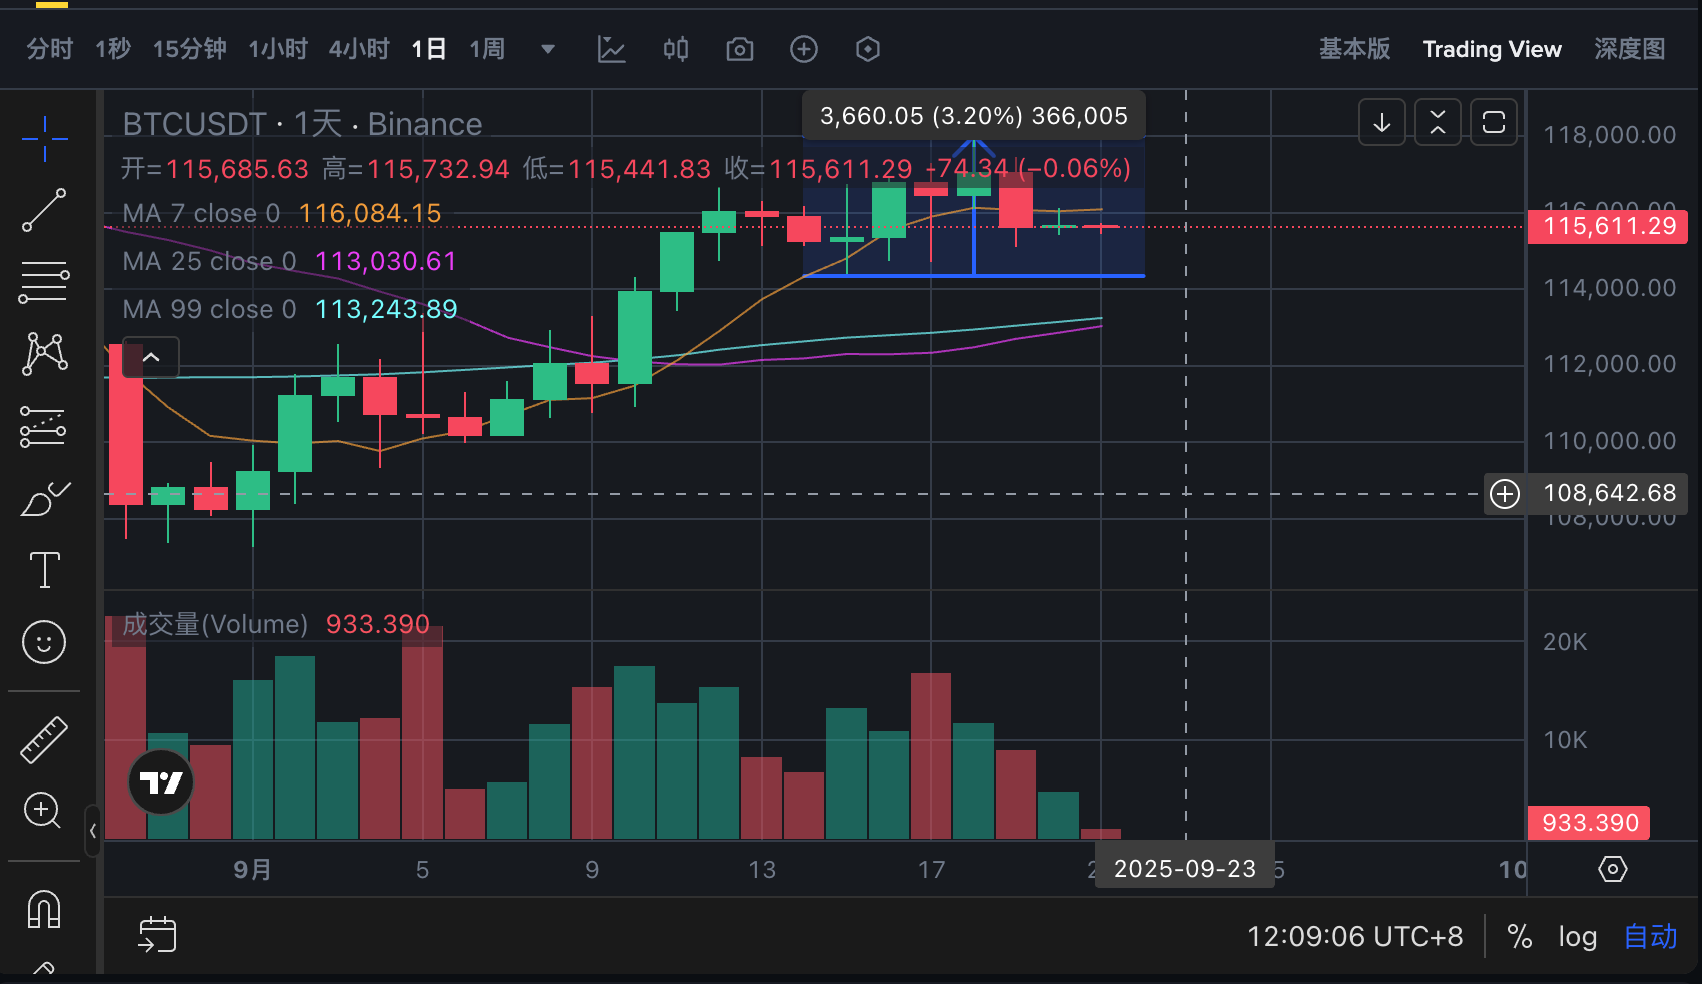 分时 1秒 15分钟 1小时 4小时 1日 1周 基本版 Trading View 深度图
BTCUSDT · 1天 · Binance
3,660.05 (3.20%) 366,005
118,000.00
开=115,685.63 高=115,732.94 低=115,441.83 收=115,611.29 -74.34 (−0.06%)
MA 7 close 0 116,084.15
116,000.00
115,611.29
MA 25 close 0 113,030.61
114,000.00
MA 99 close 0 113,243.89
112,000.00
110,000.00
108,642.68
108,000.00
成交量(Volume) 933.390
20K
10K
933.390
9月 5 9 13 17 2 2025-09-23 5 10
12:09:06 UTC+8 % log 自动